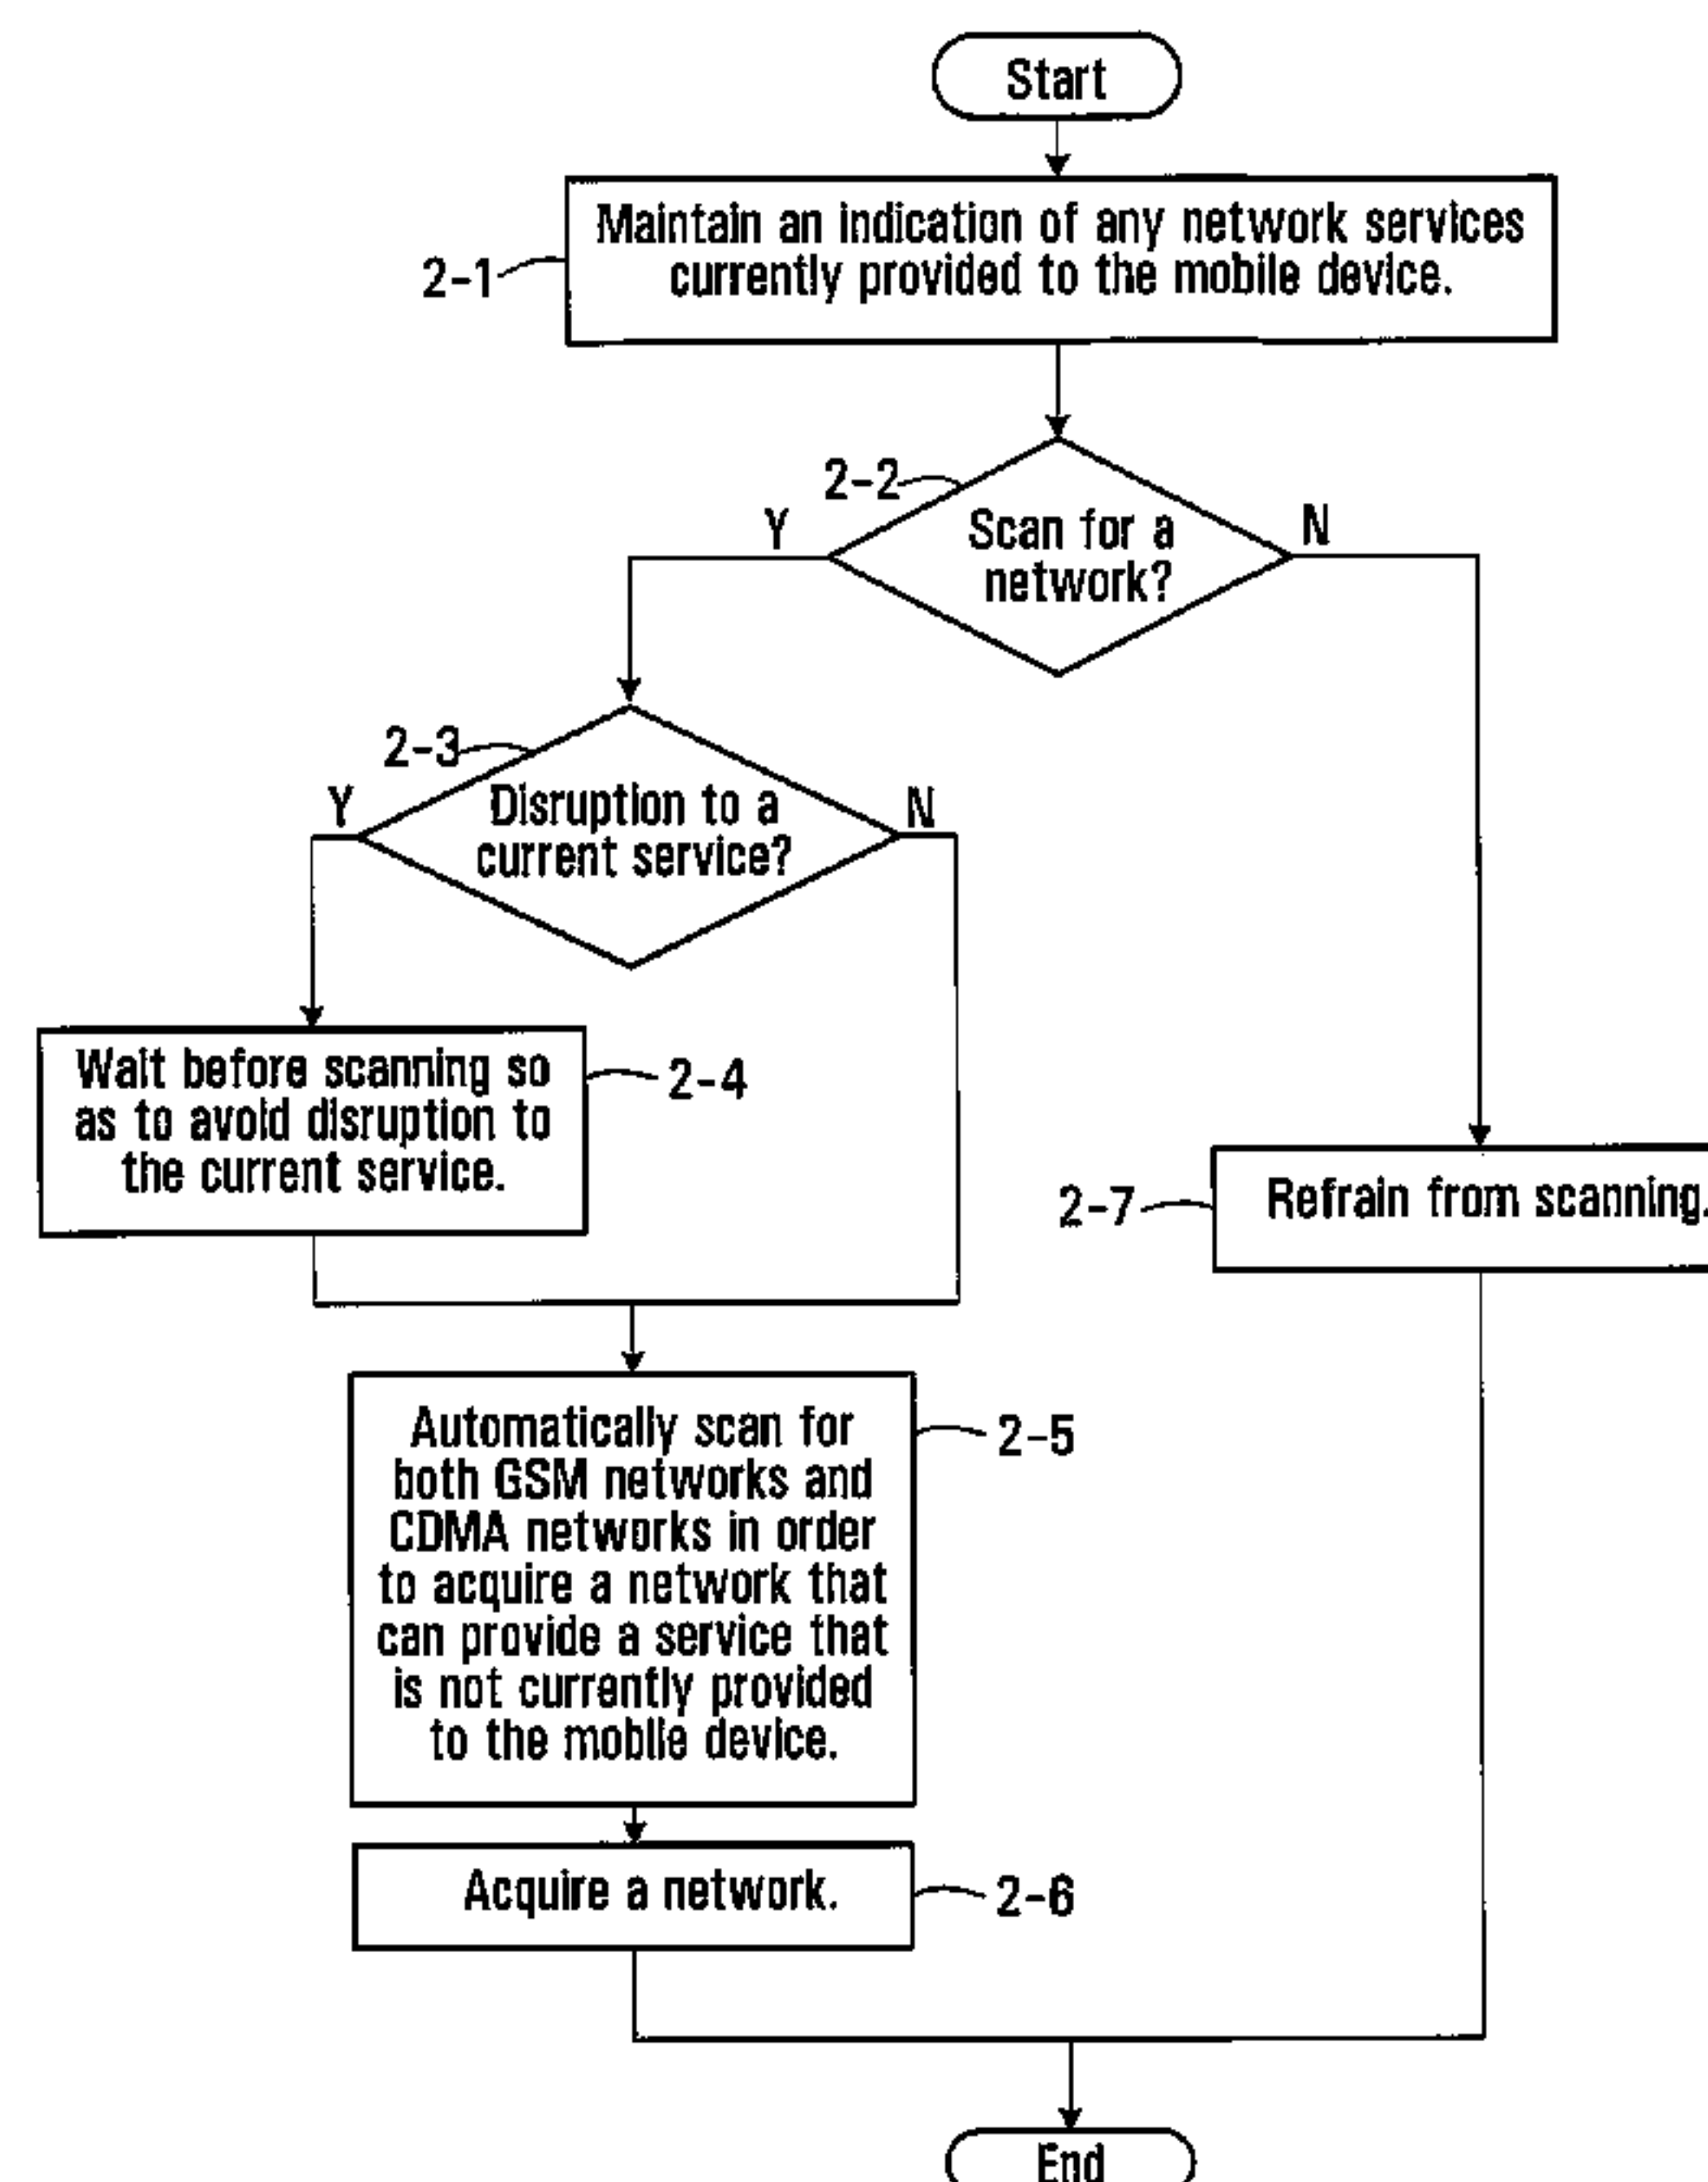 Start
Maintain an indication of any network services
currently provided to the mobile device.
2-1
2-2
Y
Scan for a
network?
N
2-3
Y
Disruption to a
current service?
N
Wait before scanning so
as to avoid disruption to
the current service.
2-4
2-7
Refrain from scanning.
Automatically scan for
both GSM networks and
CDMA networks in order
to acquire a network that
can provide a service that
is not currently provided
to the mobile device.
2-5
Acquire a network.
2-6
End